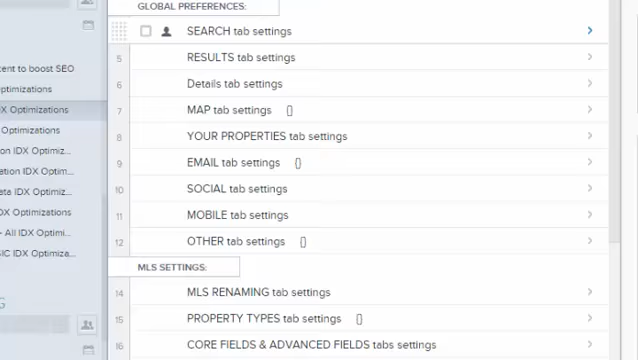 GLOBAL PREFERENCES:
SEARCH tab settings
5 RESULTS tab settings
6 Details tab settings
7 MAP tab settings {}
8 YOUR PROPERTIES tab settings
9 EMAIL tab settings {}
10 SOCIAL tab settings
11 MOBILE tab settings
12 OTHER tab settings {}
MLS SETTINGS:
14 MLS RENAMING tab settings
15 PROPERTY TYPES tab settings {}
16 CORE FIELDS & ADVANCED FIELDS tabs settings
tent to boost SEO
ptimizations
X Optimizations
Optimizations
on IDX Optimiz...
ation IDX Optimiz...
ata IDX Optimiz...
DX Optimizations
- All IDX Optimi...
SIC IDX Optimiza...
G